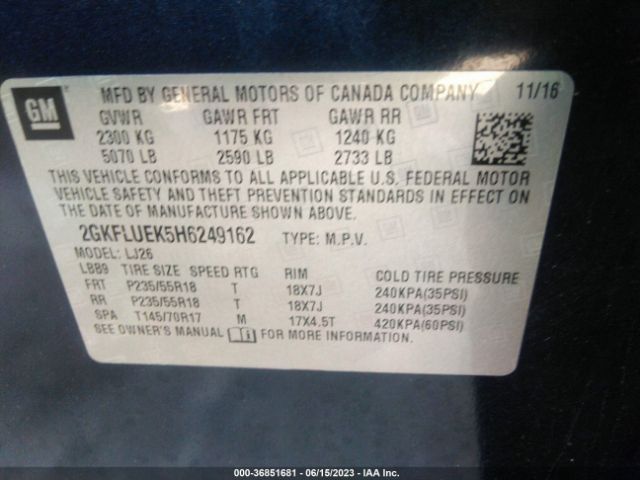 GM
MFD BY GENERAL MOTORS OF CANADA COMPANY 11/16
GVWR GAWR FRT GAWR RR
2300 KG 1175 KG 1240 KG
5070 LB 2590 LB 2733 LB
THIS VEHICLE CONFORMS TO ALL APPLICABLE U.S. FEDERAL MOTOR
VEHICLE SAFETY AND THEFT PREVENTION STANDARDS IN EFFECT ON
THE DATE OF MANUFACTURE SHOWN ABOVE.
2GKFLUEK5H6249162 TYPE: M.P.V.
MODEL: LJ26
LBB9 TIRE SIZE SPEED RTG RIM COLD TIRE PRESSURE
FRT P235/55R18 T 18X7J 240KPA(35PSI)
RR P235/55R18 T 18X7J 240KPA(35PSI)
SPA T145/70R17 M 17X4.5T 420KPA(60PSI)
SEE OWNER'S MANUAL FOR MORE INFORMATION.
000-36851681 - 06/15/2023 - IAA Inc.